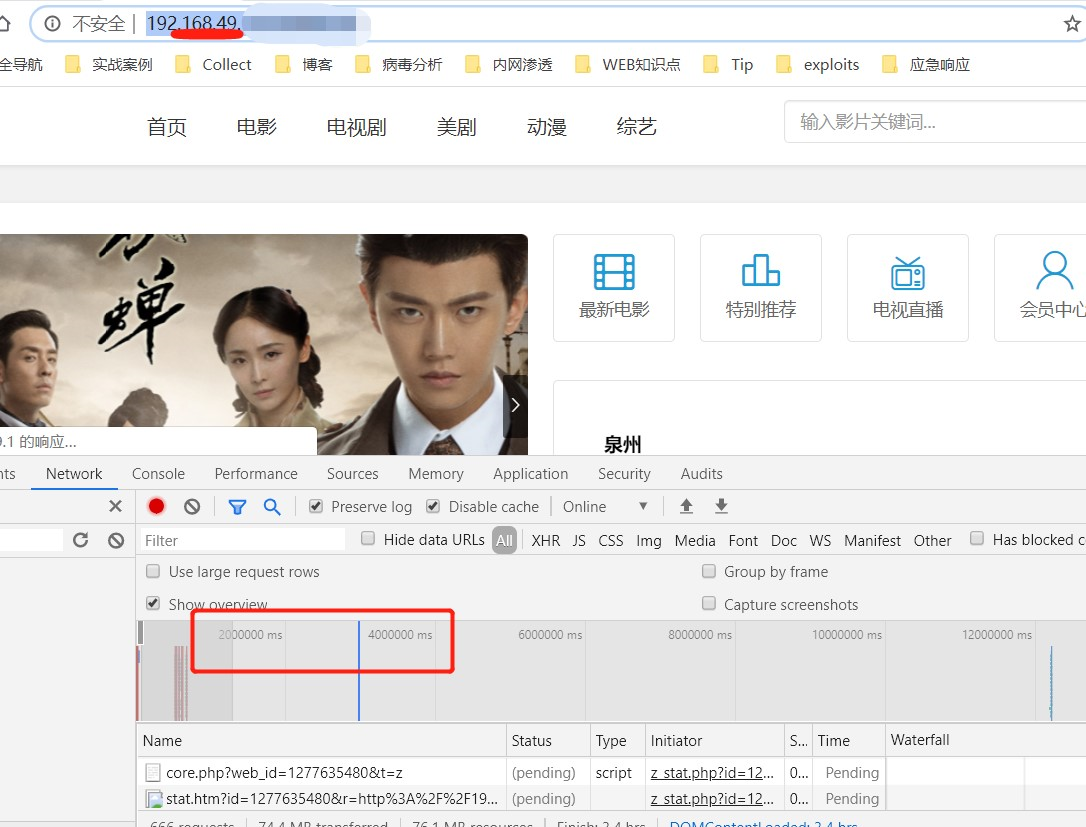 不安全 192.168.49.
全导航 实战案例 Collect 博客 病毒分析 内网渗透 WEB知识点 Tip exploits 应急响应
首页 电影 电视剧 美剧 动漫 综艺 输入影片关键词...
蝉
最新电影 特别推荐 电视直播 会员中心
泉州
9.1 的响应...
nts Network Console Performance Sources Memory Application Security Audits
Preserve log Disable cache Online
Filter Hide data URLs All XHR JS CSS Img Media Font Doc WS Manifest Other Has blocked c
Use large request rows Group by frame
Show overview Capture screenshots
2000000 ms 4000000 ms 6000000 ms 8000000 ms 10000000 ms 12000000 ms
Name Status Type Initiator S... Time Waterfall
core.php?web_id=1277635480&t=z (pending) script z_stat.php?id=12... 0... Pending
stat.htm?id=1277635480&r=http%3A%2F%2F19... (pending) z_stat.php?id=12... 0... Pending
666 requests 74.4 MB transferred 76.1 MB resources Finish: 3.4 hrs DOMContentLoaded: 3.4 hrs